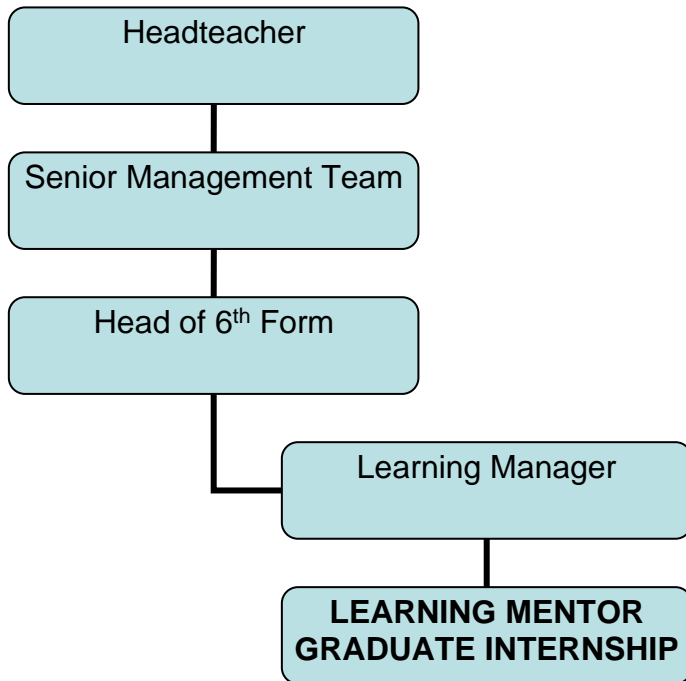 Headteacher
Senior Management Team
Head of 6th Form
Learning Manager
LEARNING MENTOR
GRADUATE INTERNSHIP